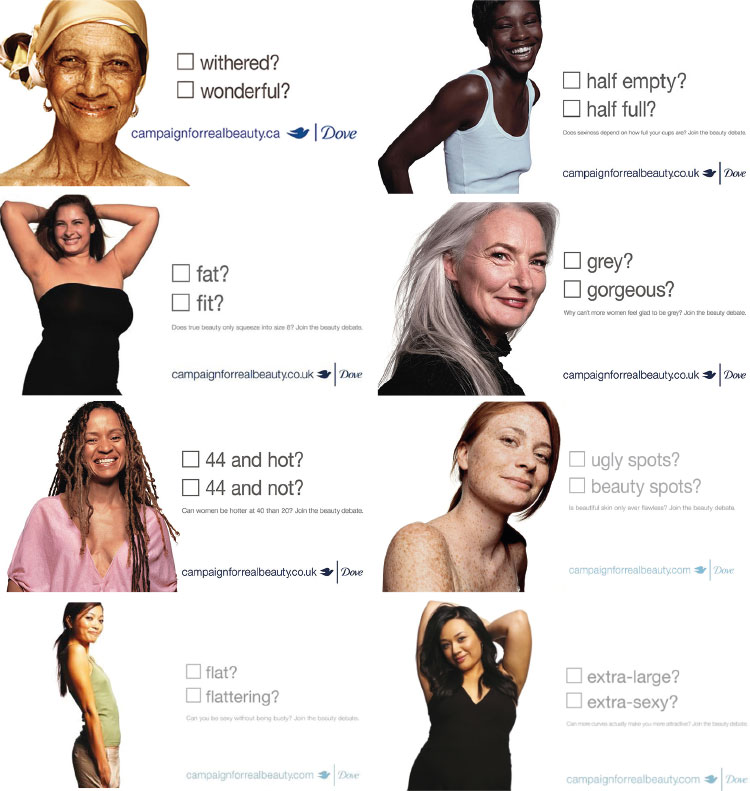 withered?
wonderful?
campaignforrealbeauty.ca | Dove
half empty?
half full?
Does sexiness depend on how full your cups are? Join the beauty debate.
campaignforrealbeauty.co.uk | Dove
fat?
fit?
Does true beauty only squeeze into size 8? Join the beauty debate.
campaignforrealbeauty.co.uk | Dove
grey?
gorgeous?
Why can't more women feel glad to be grey? Join the beauty debate.
campaignforrealbeauty.co.uk | Dove
44 and hot?
44 and not?
Can women be hotter at 40 than 20? Join the beauty debate.
campaignforrealbeauty.co.uk | Dove
ugly spots?
beauty spots?
Is beautiful skin only ever flawless? Join the beauty debate.
campaignforrealbeauty.com | Dove
flat?
flattering?
Can you be sexy without being busty? Join the beauty debate.
campaignforrealbeauty.com | Dove
extra-large?
extra-sexy?
Can more curves actually make you more attractive? Join the beauty debate.
campaignforrealbeauty.com | Dove